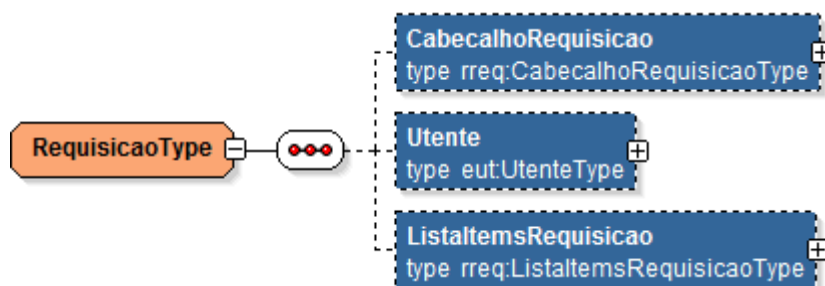 CabecalhoRequisicao
type rreq:CabecalhoRequisicaoType
RequisicaoType
Utente
type eut:UtenteType
ListaItemsRequisicao
type rreq:ListaItemsRequisicaoType